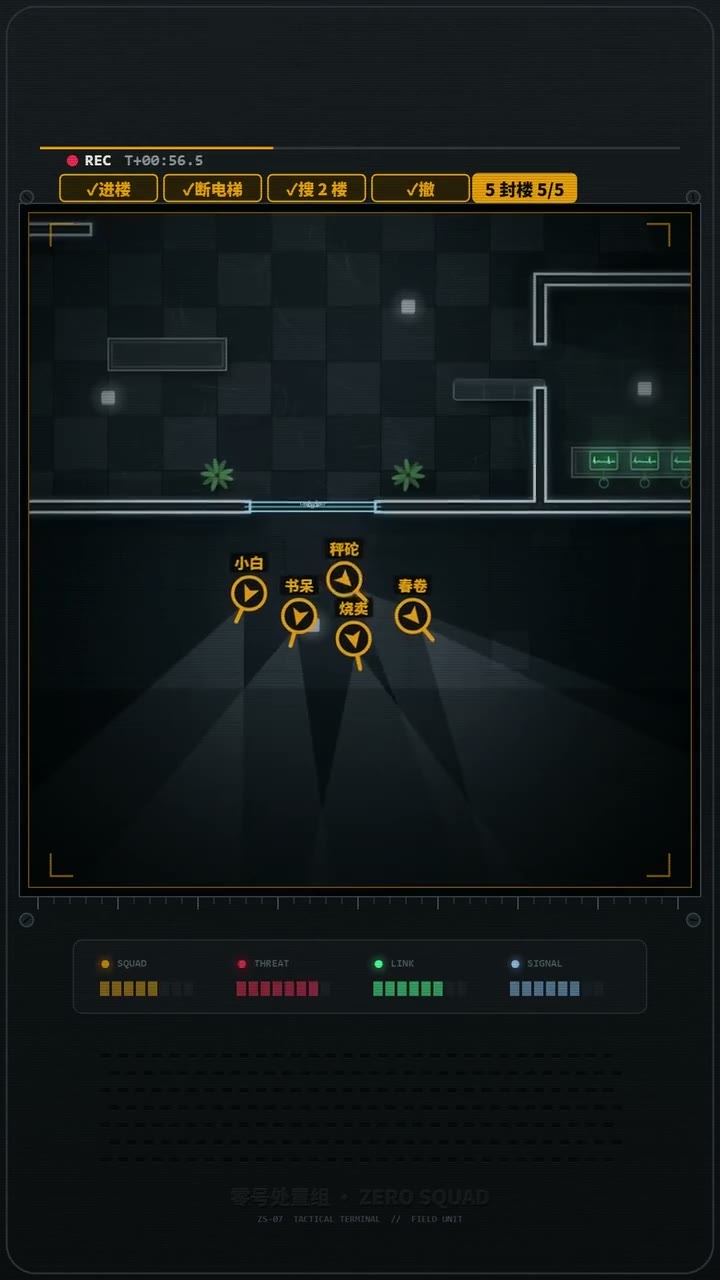 REC T+00:56.5
✓进楼 ✓断电梯 ✓搜 2 楼 ✓撤 5 封楼 5/5
秤砣
小白
书呆 春卷
烧卖
SQUAD THREAT LINK SIGNAL
零号处置组 · ZERO SQUAD
ZS-07 TACTICAL TERMINAL // FIELD UNIT